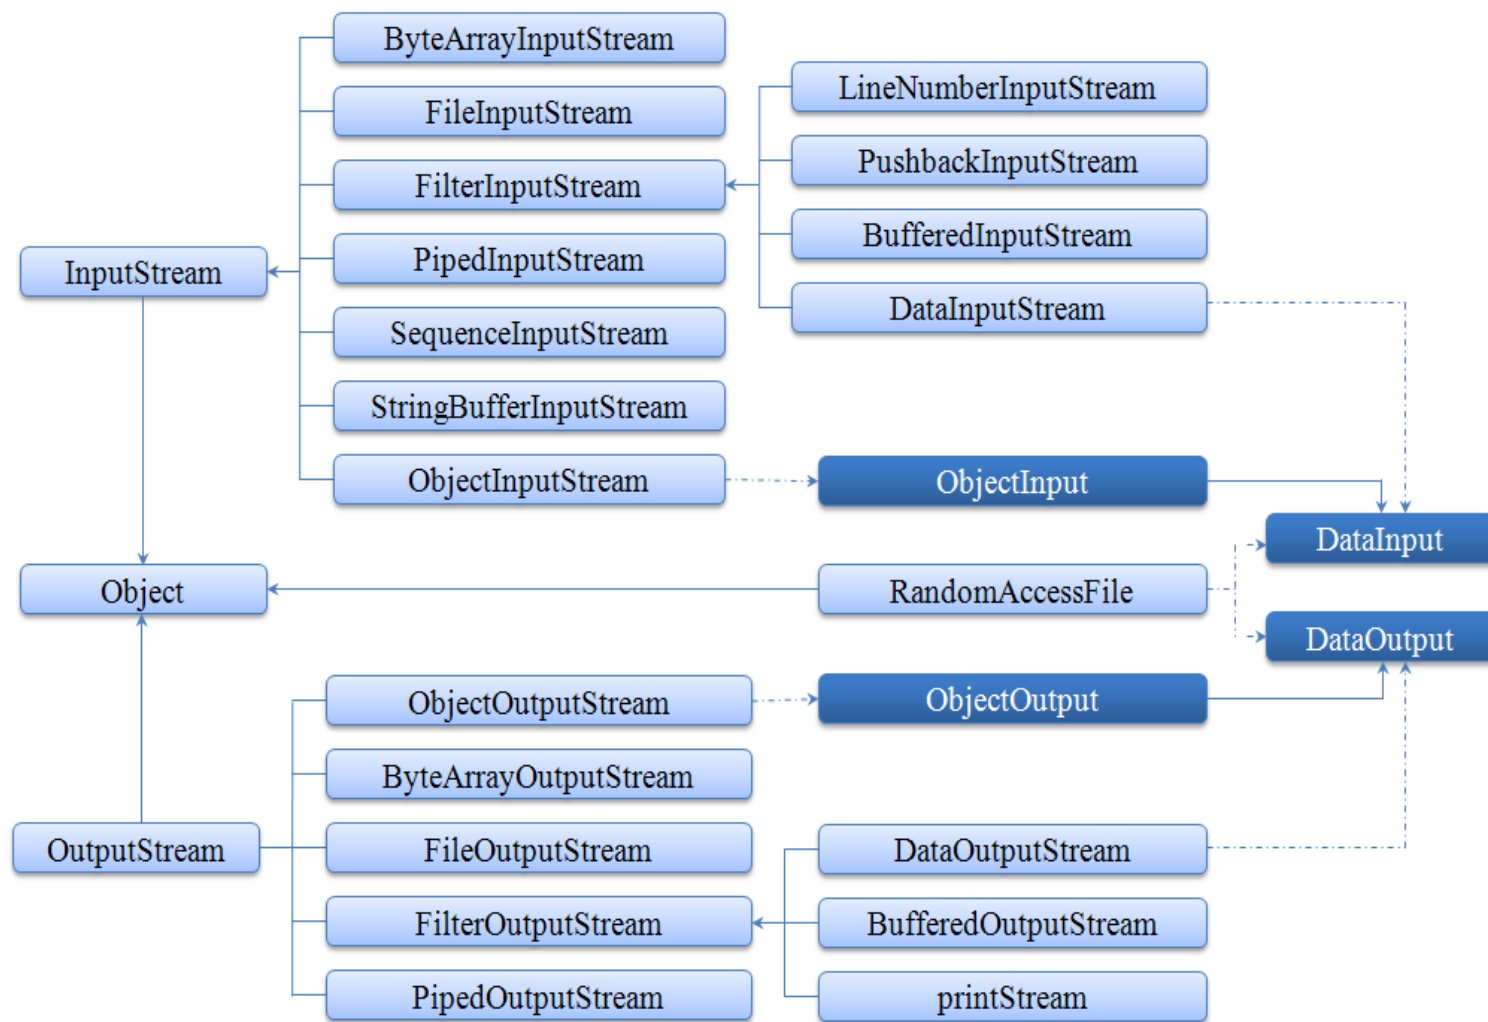 ByteArrayInputStream
LineNumberInputStream
FileInputStream
PushbackInputStream
FilterInputStream
BufferedInputStream
InputStream
PipedInputStream
DataInputStream
SequenceInputStream
StringBufferInputStream
ObjectInputStream
ObjectInput
DataInput
Object
RandomAccessFile
DataOutput
ObjectOutputStream
ObjectOutput
ByteArrayOutputStream
OutputStream
FileOutputStream
DataOutputStream
FilterOutputStream
BufferedOutputStream
PipedOutputStream
printStream